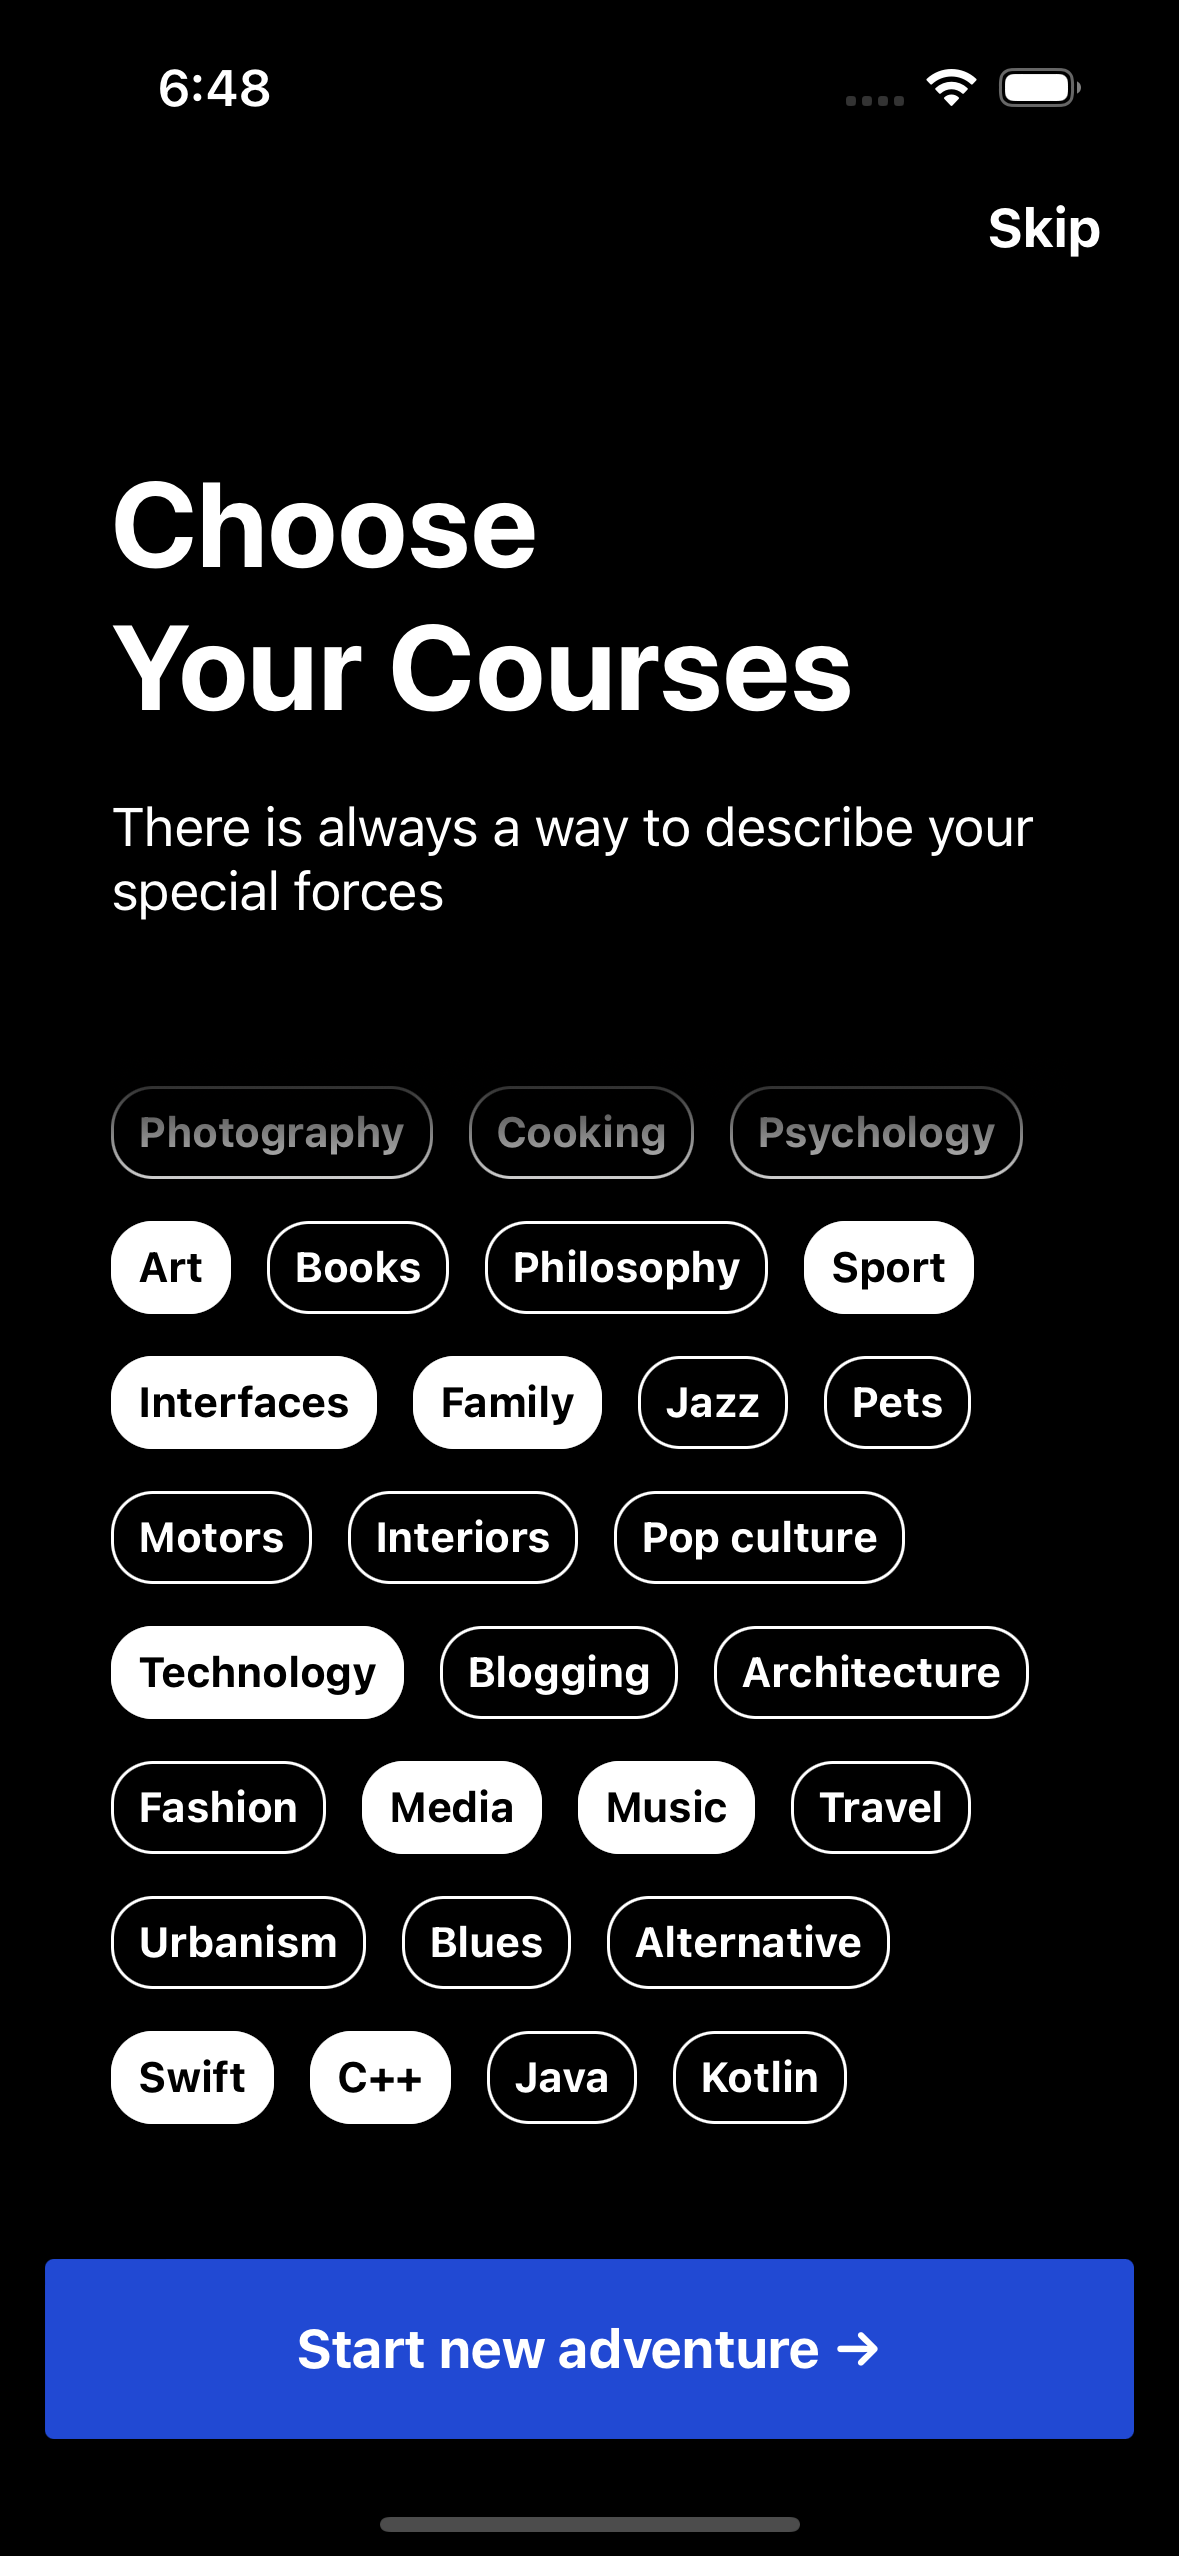 6:48
Skip
Choose
Your Courses
There is always a way to describe your
special forces
Photography Cooking Psychology
Art Books Philosophy Sport
Interfaces Family Jazz Pets
Motors Interiors Pop culture
Technology Blogging Architecture
Fashion Media Music Travel
Urbanism Blues Alternative
Swift C++ Java Kotlin
Start new adventure →